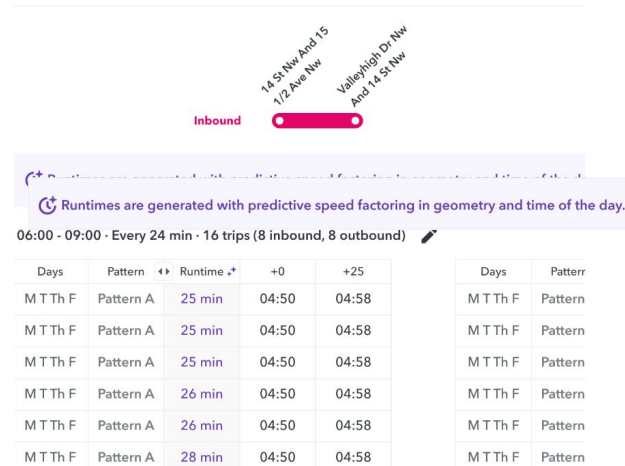 14 St Nw And 15
1/2 Ave Nw
Valleyhigh Dr Nw
And 14 St Nw
Inbound
Runtimes are generated with predictive speed factoring in geometry and time of the day.
06:00 - 09:00 · Every 24 min · 16 trips (8 inbound, 8 outbound)
Days Pattern Runtime +0 +25 Days Pattern
M T Th F Pattern A 25 min 04:50 04:58 M T Th F Pattern
M T Th F Pattern A 25 min 04:50 04:58 M T Th F Pattern
M T Th F Pattern A 25 min 04:50 04:58 M T Th F Pattern
M T Th F Pattern A 26 min 04:50 04:58 M T Th F Pattern
M T Th F Pattern A 26 min 04:50 04:58 M T Th F Pattern
M T Th F Pattern A 28 min 04:50 04:58 M T Th F Pattern